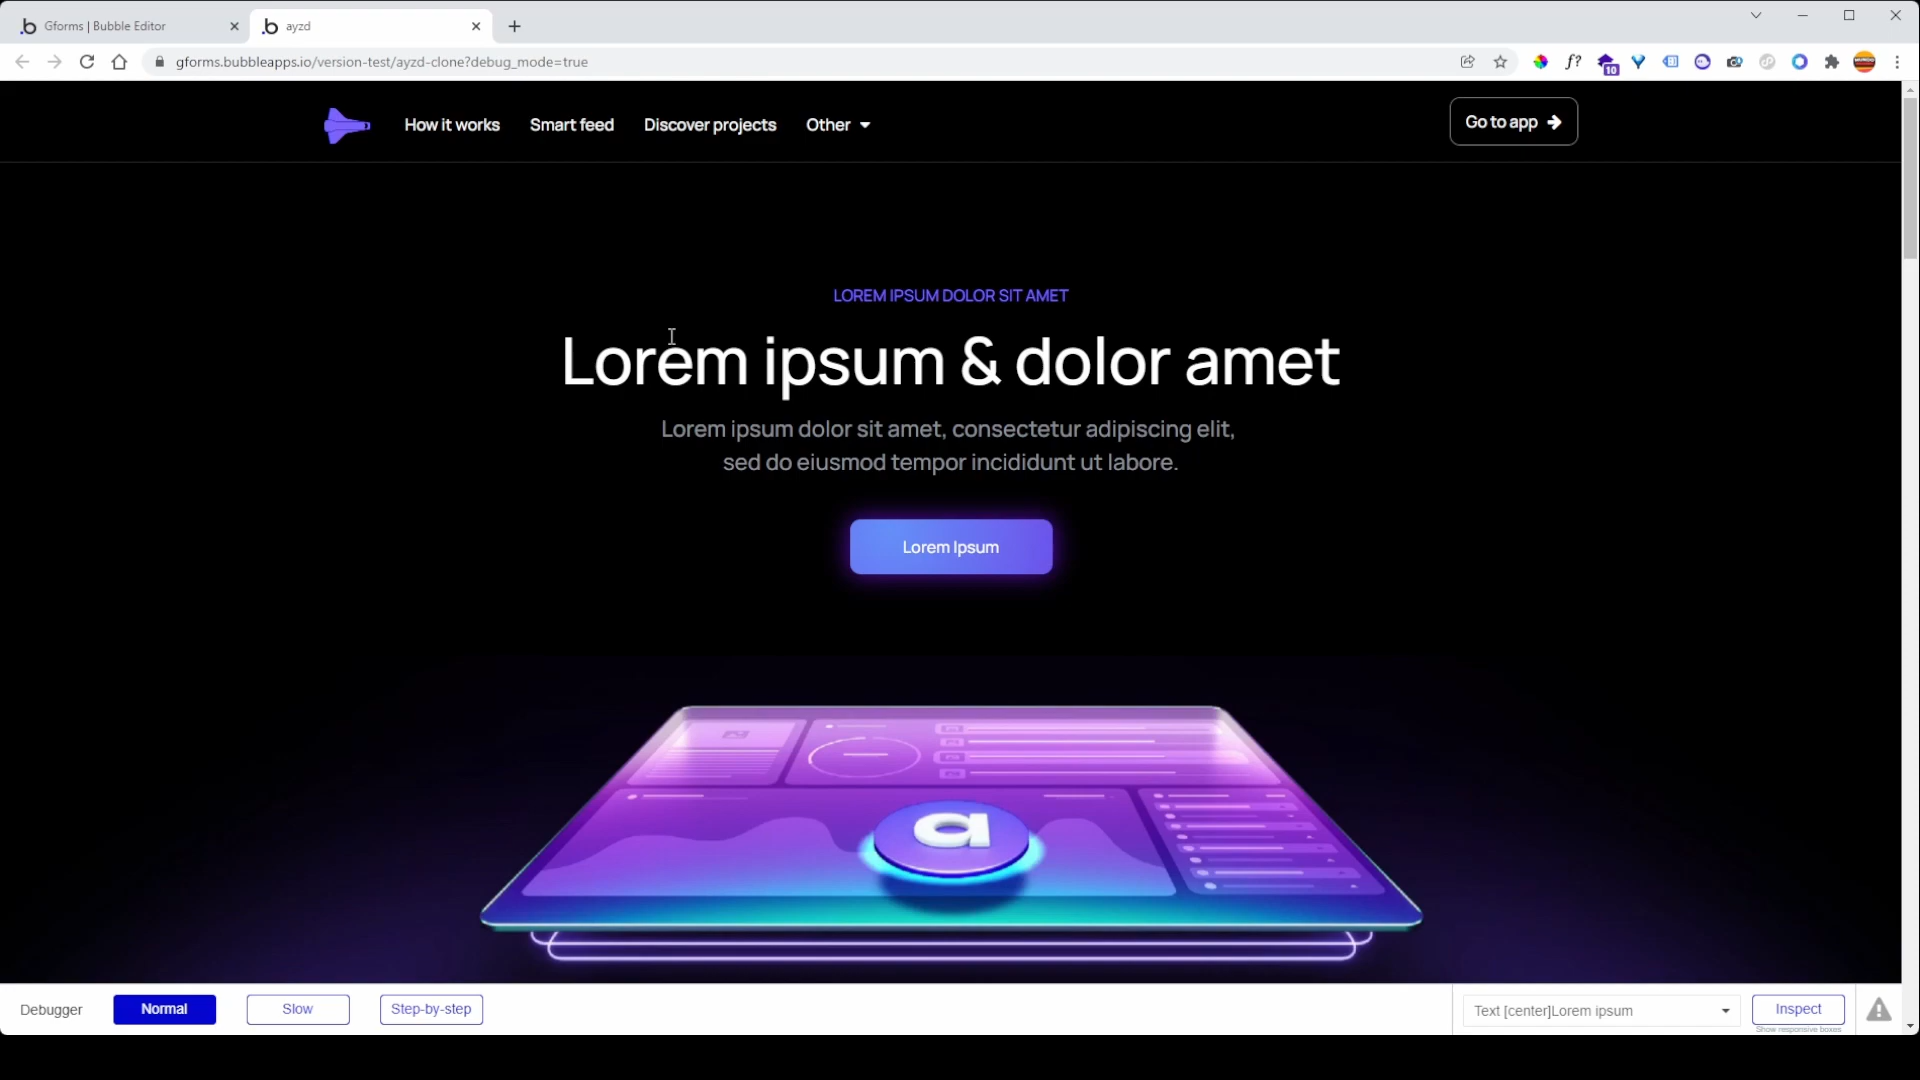 Gforms | Bubble Editor
ayzd
gforms.bubbleapps.io/version-test/ayzd-clone?debug_mode=true
f?
10
How it works
Smart feed
Discover projects
Other
Go to app
LOREM IPSUM DOLOR SIT AMET
Lorem ipsum & dolor amet
Lorem ipsum dolor sit amet, consectetur adipiscing elit,
sed do eiusmod tempor incididunt ut labore.
Lorem Ipsum
a
Debugger
Normal
Slow
Step-by-step
Text [center]Lorem ipsum
Inspect
Show responsive boxes